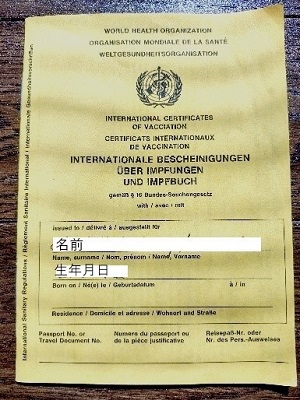 WORLD HEALTH ORGANIZATION
ORGANISATION MONDIALE DE LA SANTÉ
WELTGESUNDHEITSORGANISATION
INTERNATIONAL CERTIFICATES
OF VACCIATION
CERTIFICATS INTERNATIONAUX
DE VACCINATION
INTERNATIONALE BESCHEINIGUNGEN
ÜBER IMPFUNGEN
UND IMPFBUCH
gemäß § 16 Bundes-Seuchengesetz
with / avec / mit
issued to / délivré à / ausgestellt für
名前
Name, surname / Nom, prénom / Name, Vorname
生年月日
Born on / Né(e) le / Geburtsdatum à / in
Residence / Domicile et adresse / Wohnort und Straße
Passport No. or Numéro du passeport ou Reisepaß-Nr. oder
Travel Document No. de la pièce justificative Nr. des Pers.-Ausweises
International Sanitary Regulations / Règlement Sanitaire International / Internationale Gesundheitsvorschriften